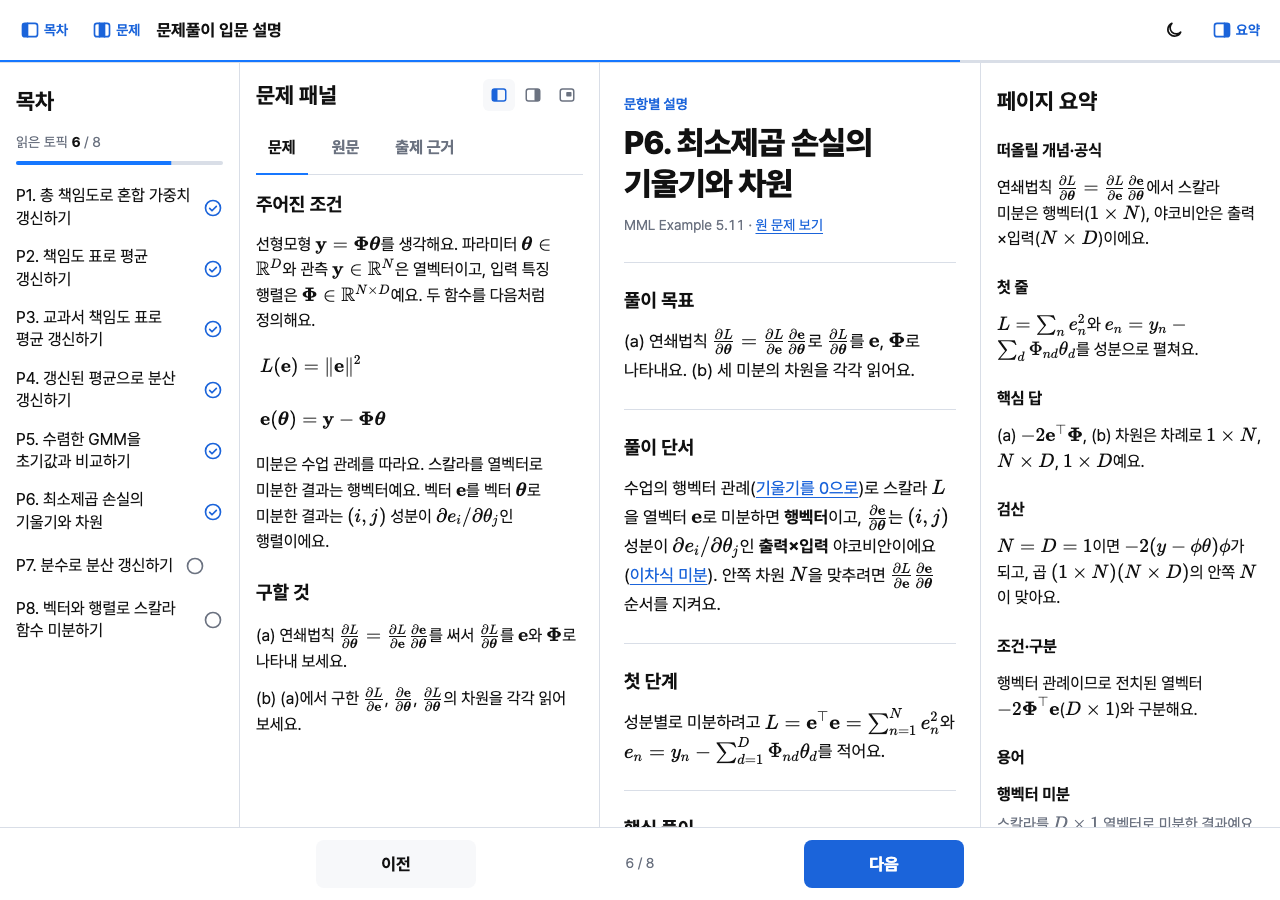 목차 문제 문제풀이 입문 설명 요약
목차
읽은 토픽 6 / 8
P1. 총 책임도로 혼합 가중치
갱신하기
P2. 책임도 표로 평균
갱신하기
P3. 교과서 책임도 표로
평균 갱신하기
P4. 갱신된 평균으로 분산
갱신하기
P5. 수렴한 GMM을
초기값과 비교하기
P6. 최소제곱 손실의
기울기와 차원
P7. 분수로 분산 갱신하기
P8. 벡터와 행렬로 스칼라
함수 미분하기
문제 패널
문제 원문 출제 근거
주어진 조건
선형모형 y = Φθ를 생각해요. 파라미터 θ ∈
ℝ^D와 관측 y ∈ ℝ^N은 열벡터이고, 입력 특징
행렬은 Φ ∈ ℝ^{N×D}예요. 두 함수를 다음처럼
정의해요.
L(e) = ‖e‖²
e(θ) = y − Φθ
미분은 수업 관례를 따라요. 스칼라를 열벡터로
미분한 결과는 행벡터예요. 벡터 e를 벡터 θ로
미분한 결과는 (i, j) 성분이 ∂e_i/∂θ_j인
행렬이에요.
구할 것
(a) 연쇄법칙 ∂L/∂θ = ∂L/∂e ∂e/∂θ를 써서 ∂L/∂θ를 e와 Φ로
나타내 보세요.
(b) (a)에서 구한 ∂L/∂e, ∂e/∂θ, ∂L/∂θ의 차원을 각각 읽어
보세요.
문항별 설명
P6. 최소제곱 손실의
기울기와 차원
MML Example 5.11 · 원 문제 보기
풀이 목표
(a) 연쇄법칙 ∂L/∂θ = ∂L/∂e ∂e/∂θ로 ∂L/∂θ를 e, Φ로
나타내요. (b) 세 미분의 차원을 각각 읽어요.
풀이 단서
수업의 행벡터 관례(기울기를 0으로)로 스칼라 L
을 열벡터 e로 미분하면 행벡터이고, ∂e/∂θ는 (i, j)
성분이 ∂e_i/∂θ_j인 출력×입력 야코비안이에요
(이차식 미분). 안쪽 차원 N을 맞추려면 ∂L/∂e ∂e/∂θ
순서를 지켜요.
첫 단계
성분별로 미분하려고 L = e^⊤e = ∑_{n=1}^N e_n^2와
e_n = y_n − ∑_{d=1}^D Φ_{nd}θ_d를 적어요.
핵심 풀이
페이지 요약
떠올릴 개념·공식
연쇄법칙 ∂L/∂θ = ∂L/∂e ∂e/∂θ에서 스칼라
미분은 행벡터(1 × N), 야코비안은 출력
×입력(N × D)이에요.
첫 줄
L = ∑_n e_n^2와 e_n = y_n −
∑_d Φ_{nd}θ_d를 성분으로 펼쳐요.
핵심 답
(a) −2e^⊤Φ, (b) 차원은 차례로 1 × N,
N × D, 1 × D예요.
검산
N = D = 1이면 −2(y − ϕθ)ϕ가
되고, 곱 (1 × N)(N × D)의 안쪽 N
이 맞아요.
조건·구분
행벡터 관례이므로 전치된 열벡터
−2Φ^⊤e(D × 1)와 구분해요.
용어
행벡터 미분
스칼라를 D × 1 열벡터로 미분한 결과예요
이전 6 / 8 다음